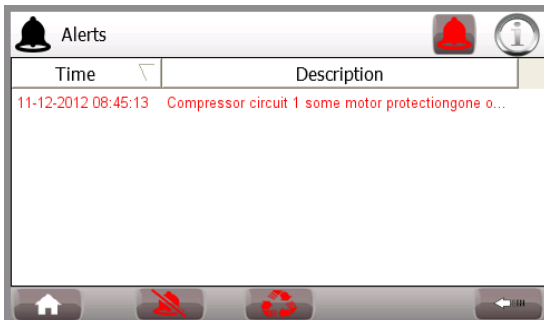 Alerts
Time Description
11-12-2012 08:45:13 Compressor circuit 1 some motor protectiongone o...